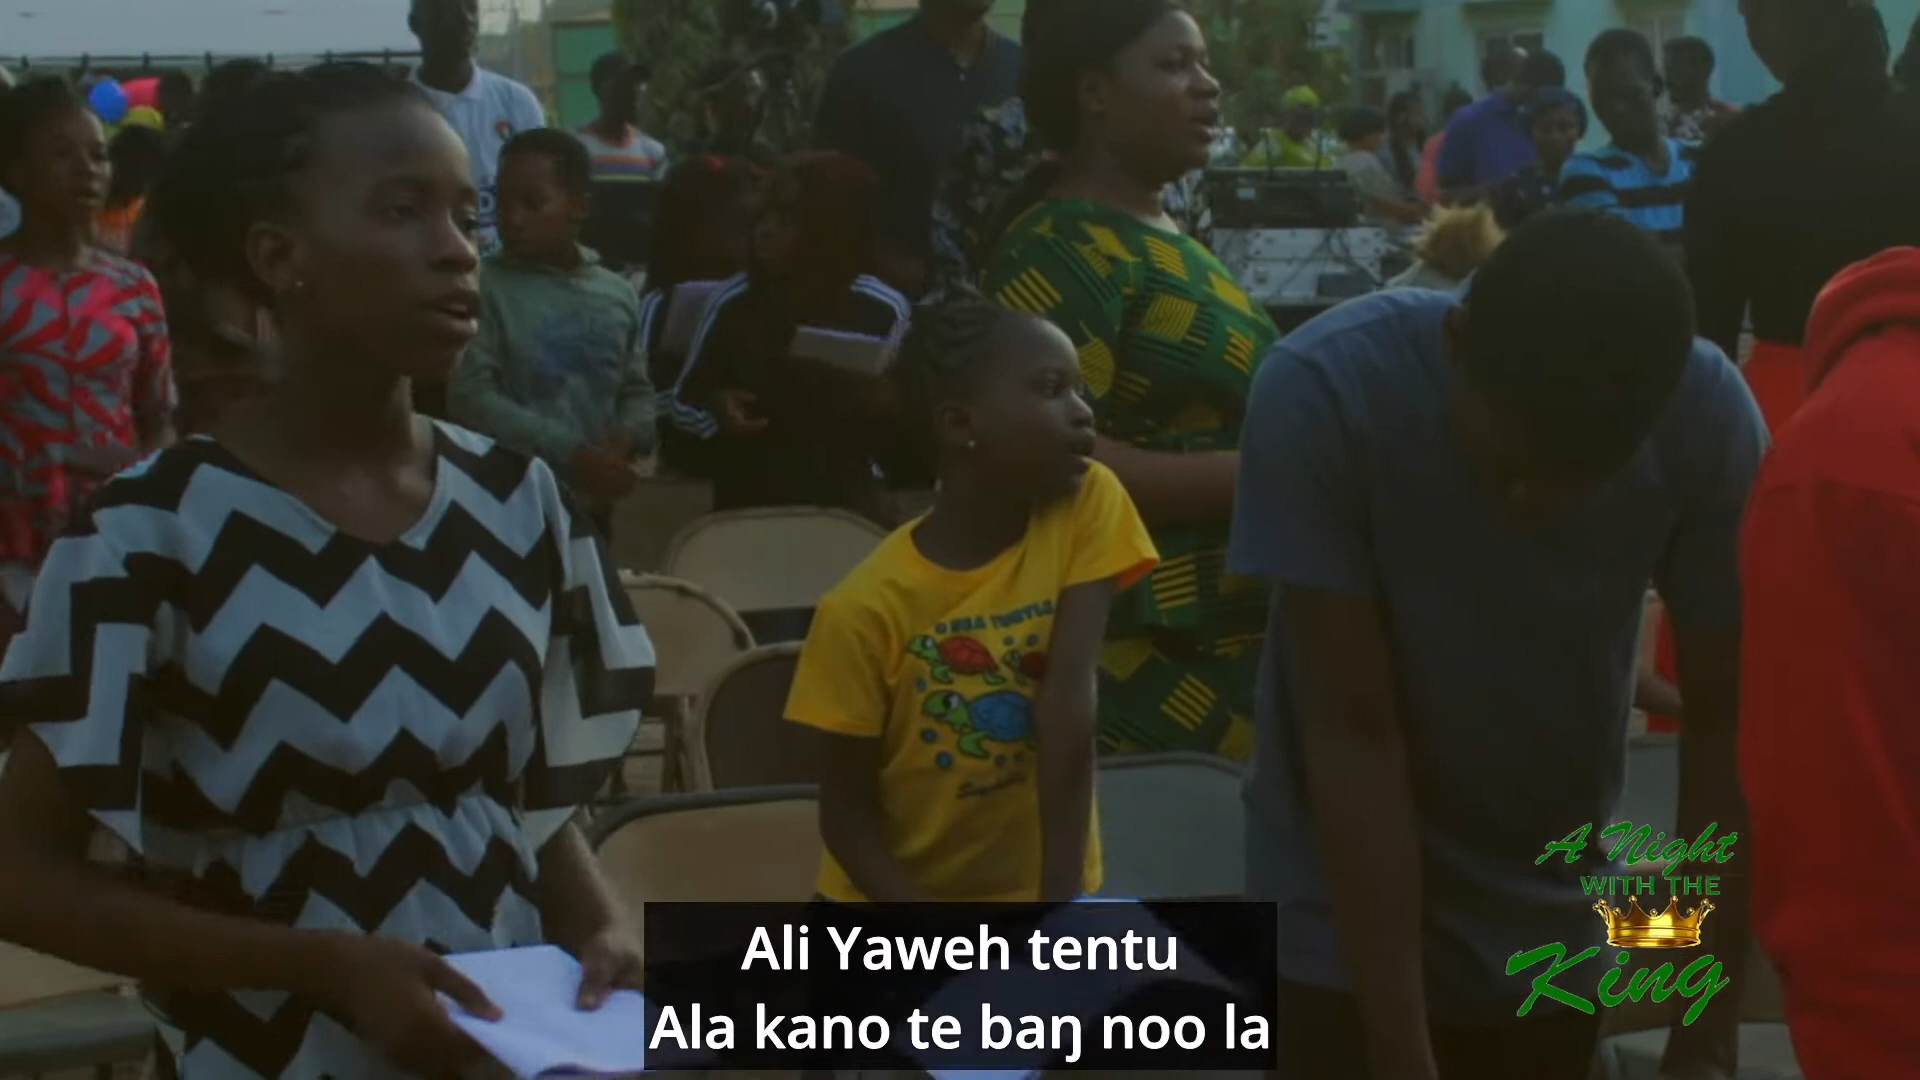 A Night
WITH THE
King
Ali Yaweh tentu
Ala kano te baŋ noo la